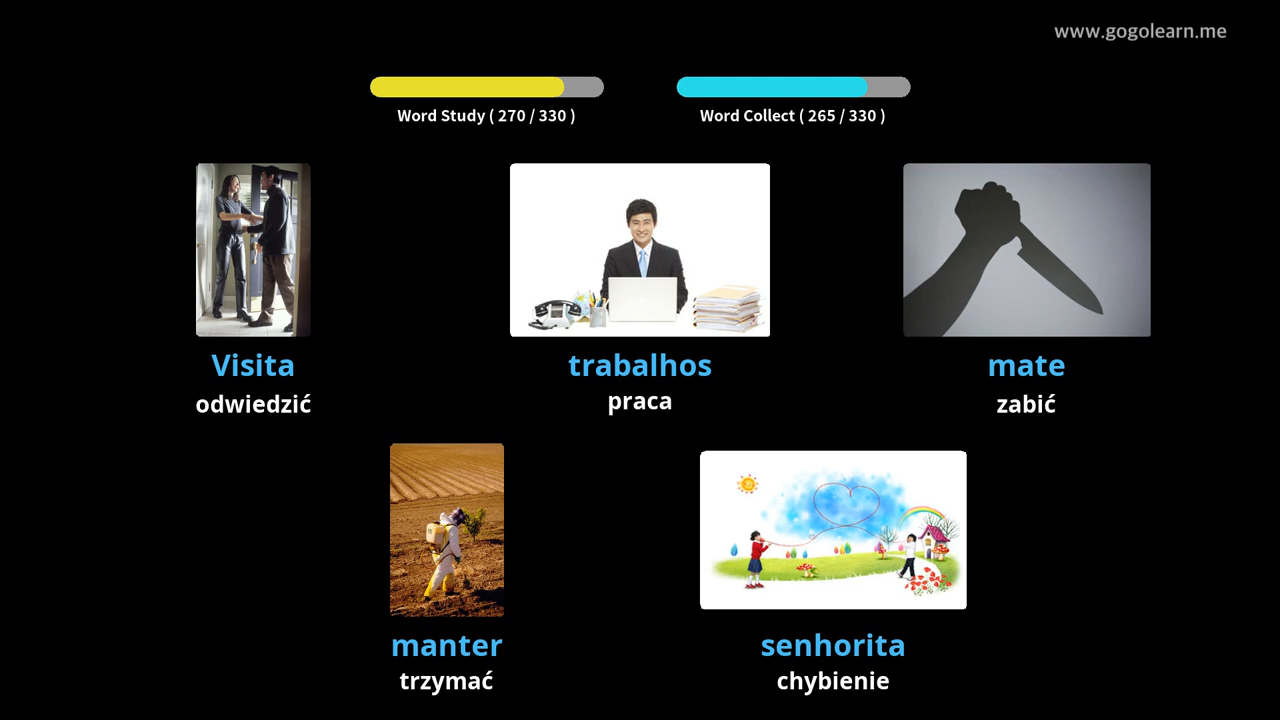 www.gogolearn.me
Word Study ( 270 / 330 )
Word Collect ( 265 / 330 )
Visita
odwiedzić
trabalhos
praca
mate
zabić
manter
trzymać
senhorita
chybienie